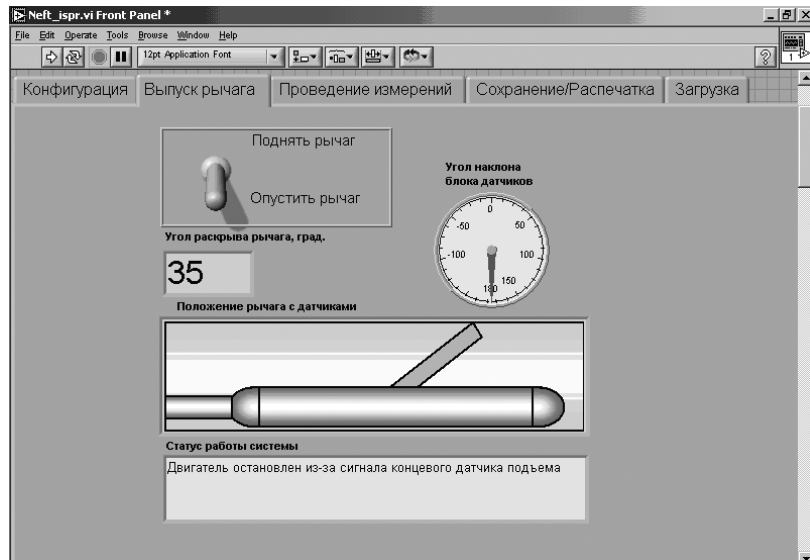 Neft_ispr.vi Front Panel *
File Edit Operate Tools Browse Window Help
12pt Application Font
?
1
Конфигурация Выпуск рычага Проведение измерений Сохранение/Распечатка Загрузка
Поднять рычаг
Опустить рычаг
Угол наклона
блока датчиков
0
-50 50
-100 100
150
180
Угол раскрыва рычага, град.
35
Положение рычага с датчиками
Статус работы системы
Двигатель остановлен из-за сигнала концевого датчика подъема